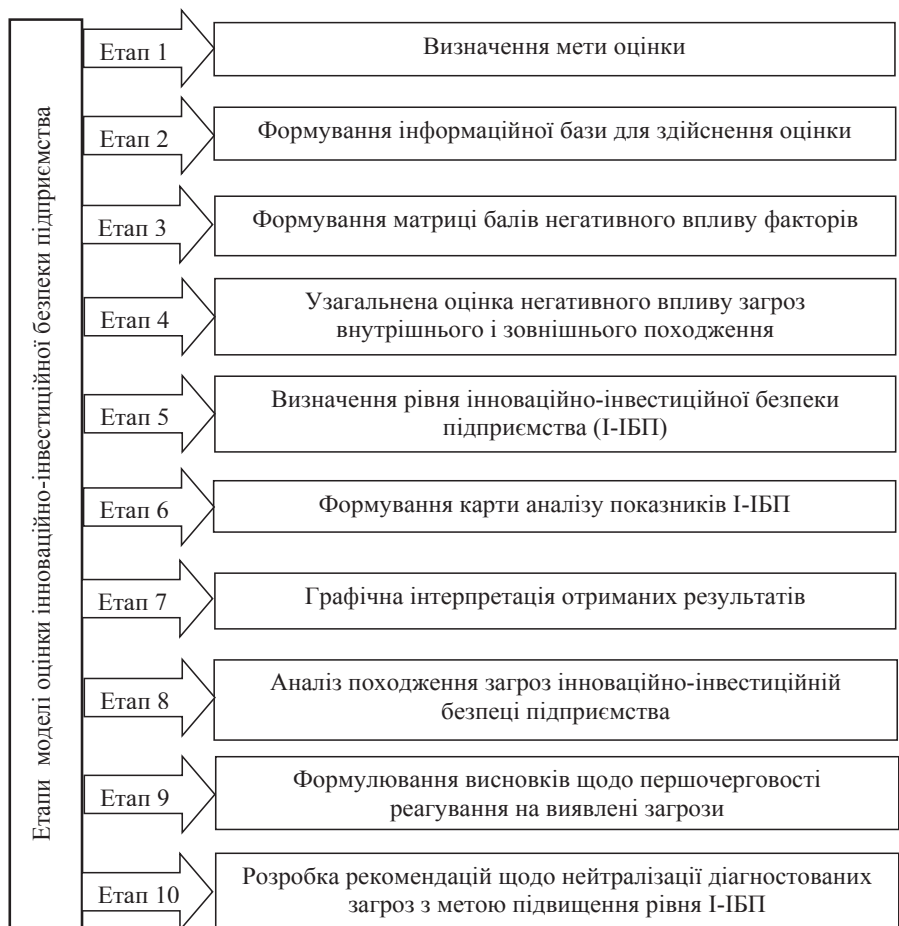 Етапи моделі оцінки інноваційно-інвестиційної безпеки підприємства
Етап 1
Визначення мети оцінки
Етап 2
Формування інформаційної бази для здійснення оцінки
Етап 3
Формування матриці балів негативного впливу факторів
Етап 4
Узагальнена оцінка негативного впливу загроз
внутрішнього і зовнішнього походження
Етап 5
Визначення рівня інноваційно-інвестиційної безпеки
підприємства (І-ІБП)
Етап 6
Формування карти аналізу показників І-ІБП
Етап 7
Графічна інтерпретація отриманих результатів
Етап 8
Аналіз походження загроз інноваційно-інвестиційній
безпеці підприємства
Етап 9
Формулювання висновків щодо першочерговості
реагування на виявлені загрози
Етап 10
Розробка рекомендацій щодо нейтралізації діагностованих
загроз з метою підвищення рівня І-ІБП